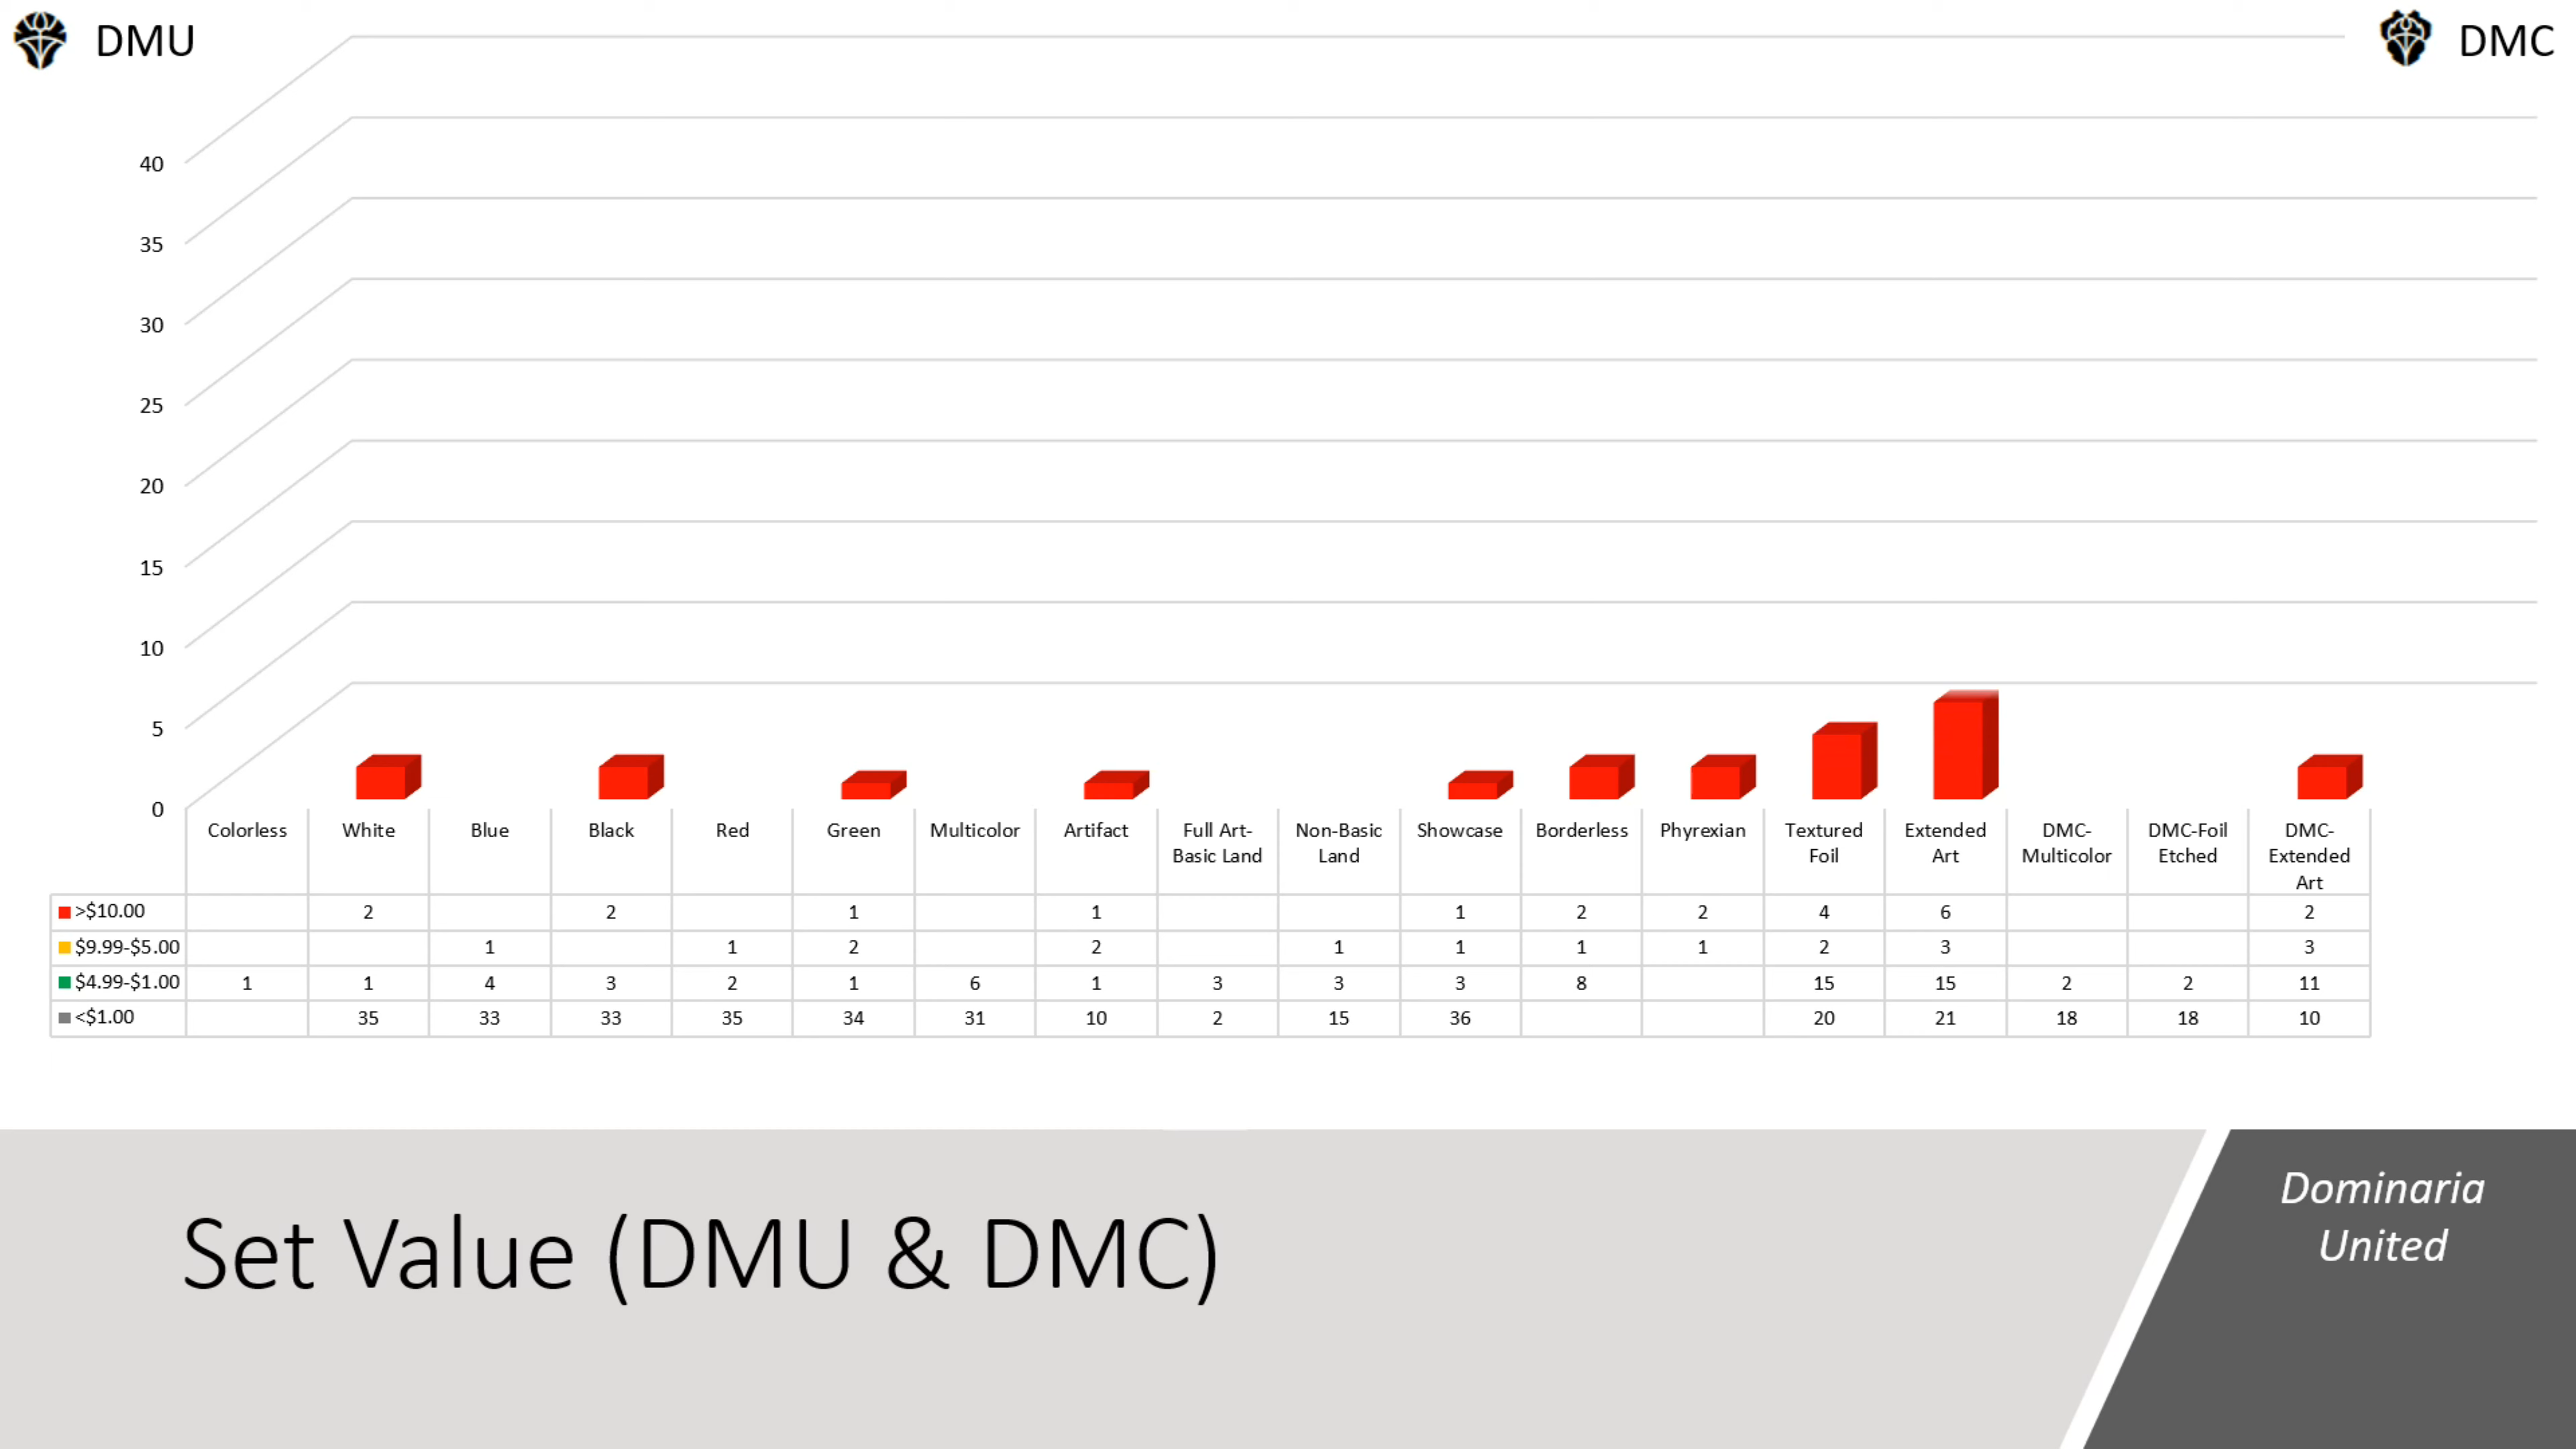 DMU
DMC
40
35
30
25
20
15
10
5
0
Colorless White Blue Black Red Green Multicolor Artifact Full Art- Non-Basic Showcase Borderless Phyrexian Textured Extended DMC- DMC-Foil DMC-
Basic Land Land Foil Art Multicolor Etched Extended
Art
>$10.00 2 2 1 1 1 2 2 4 6 2
$9.99-$5.00 1 1 2 2 1 1 1 1 2 3 3
$4.99-$1.00 1 1 4 3 2 1 6 1 3 3 3 8 15 15 2 2 11
<$1.00 35 33 33 35 34 31 10 2 15 36 20 21 18 18 10
Set Value (DMU & DMC)
Dominaria
United